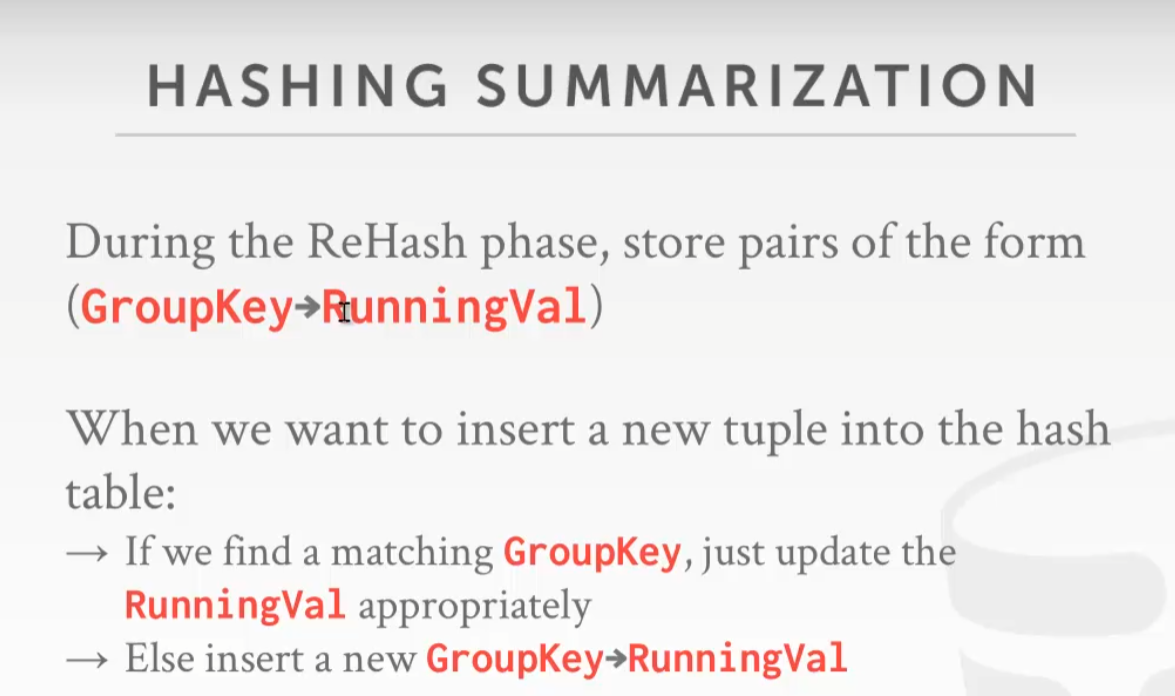 HASHING SUMMARIZATION
During the ReHash phase, store pairs of the form
(GroupKey→RunningVal)
When we want to insert a new tuple into the hash
table:
→ If we find a matching GroupKey, just update the
RunningVal appropriately
→ Else insert a new GroupKey→RunningVal